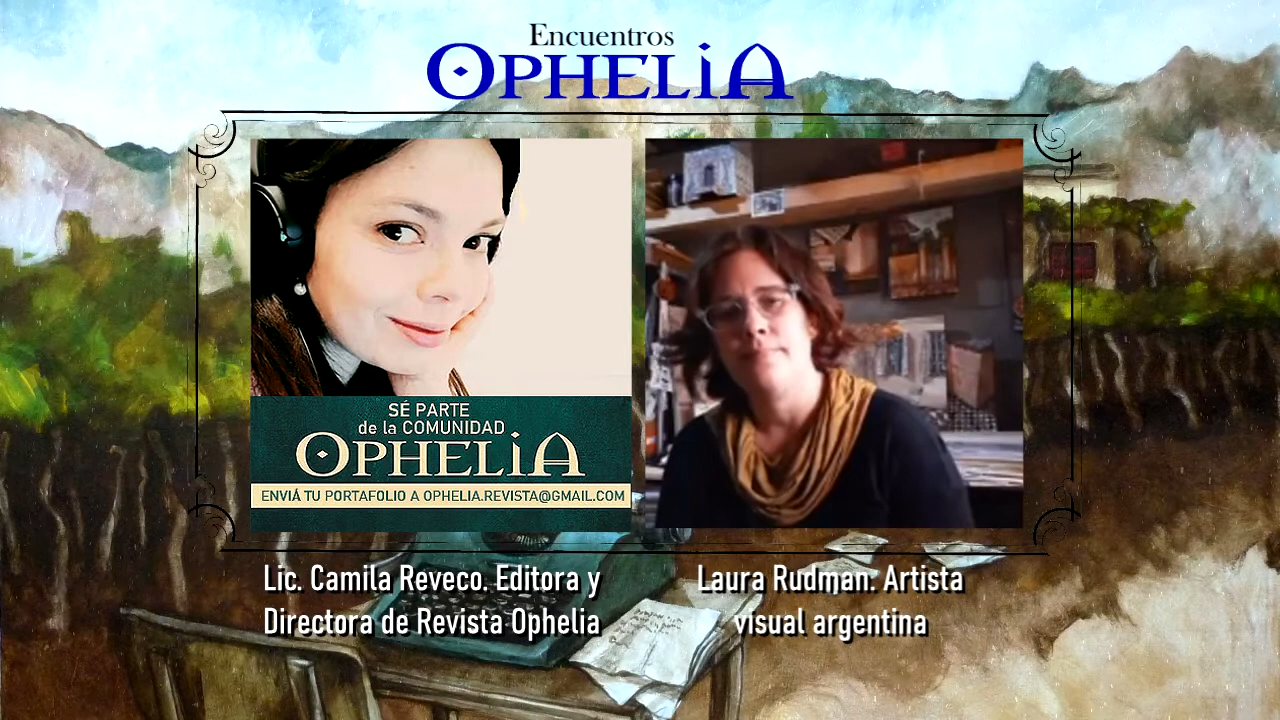 Encuentros
OPHELIA
SÉ PARTE
de la COMUNIDAD
OPHELIA
ENVIÁ TU PORTAFOLIO A OPHELIA.REVISTA@GMAIL.COM
Lic. Camila Reveco. Editora y
Directora de Revista Ophelia
Laura Rudman. Artista
visual argentina